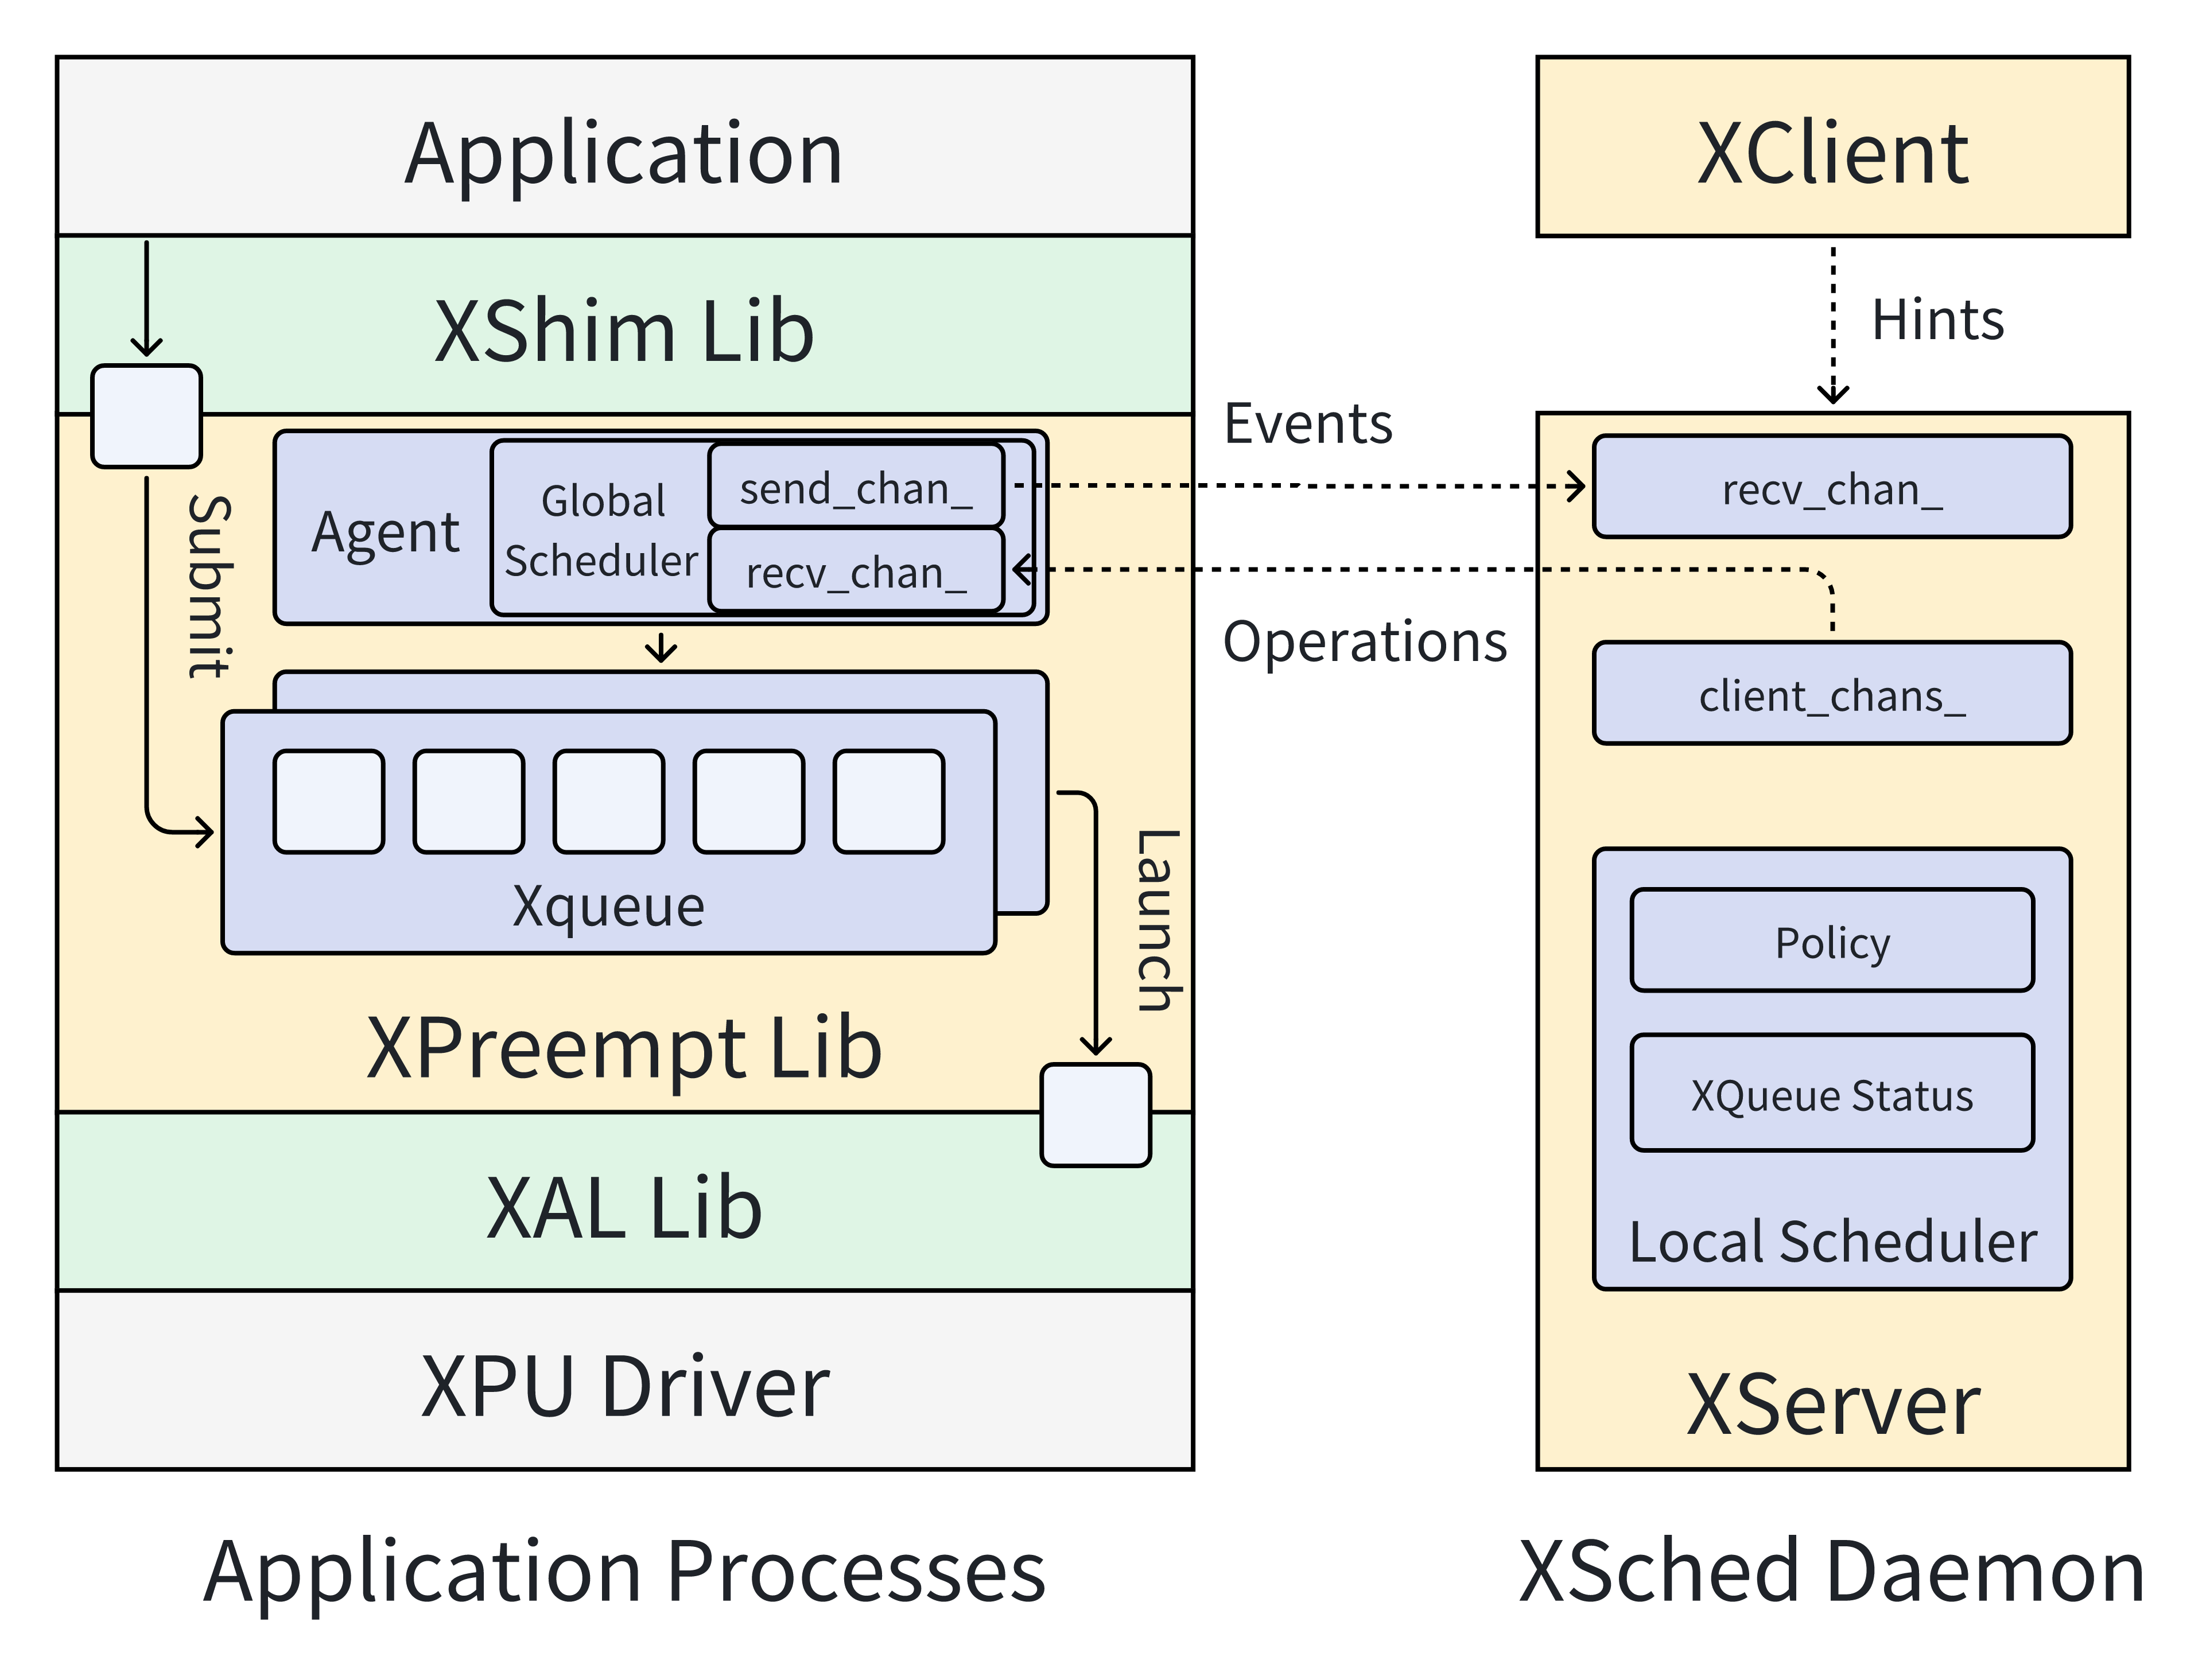 Application
XShim Lib
Submit
Agent
Global
Scheduler
send_chan_
recv_chan_
Xqueue
Launch
XPreempt Lib
XAL Lib
XPU Driver
Application Processes
Events
Operations
XClient
Hints
recv_chan_
client_chans_
Policy
XQueue Status
Local Scheduler
XServer
XSched Daemon